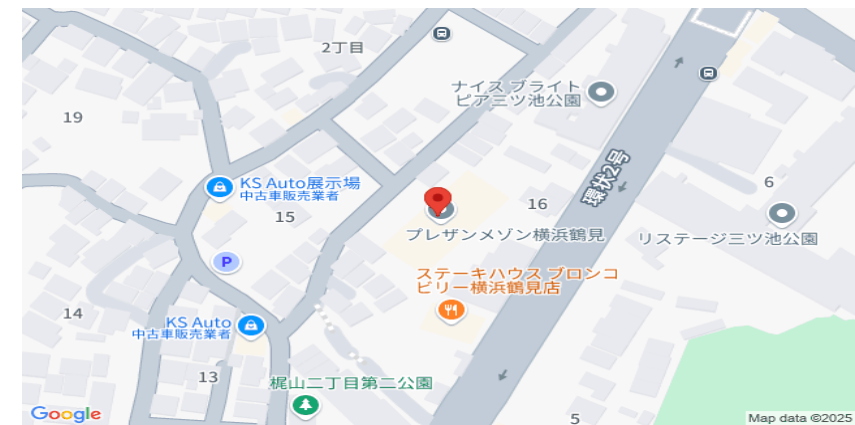 2丁目
ナイス ブライト
ピア三ツ池公園
19
KS Auto展示場
中古車販売業者
環状2号
6
15
16
プレザンメゾン横浜鶴見
リステージ三ツ池公園
P
ステーキハウス ブロンコ
ビリー横浜鶴見店
14
KS Auto
中古車販売業者
13
梶山二丁目第二公園
5
Google
Map data ©2025